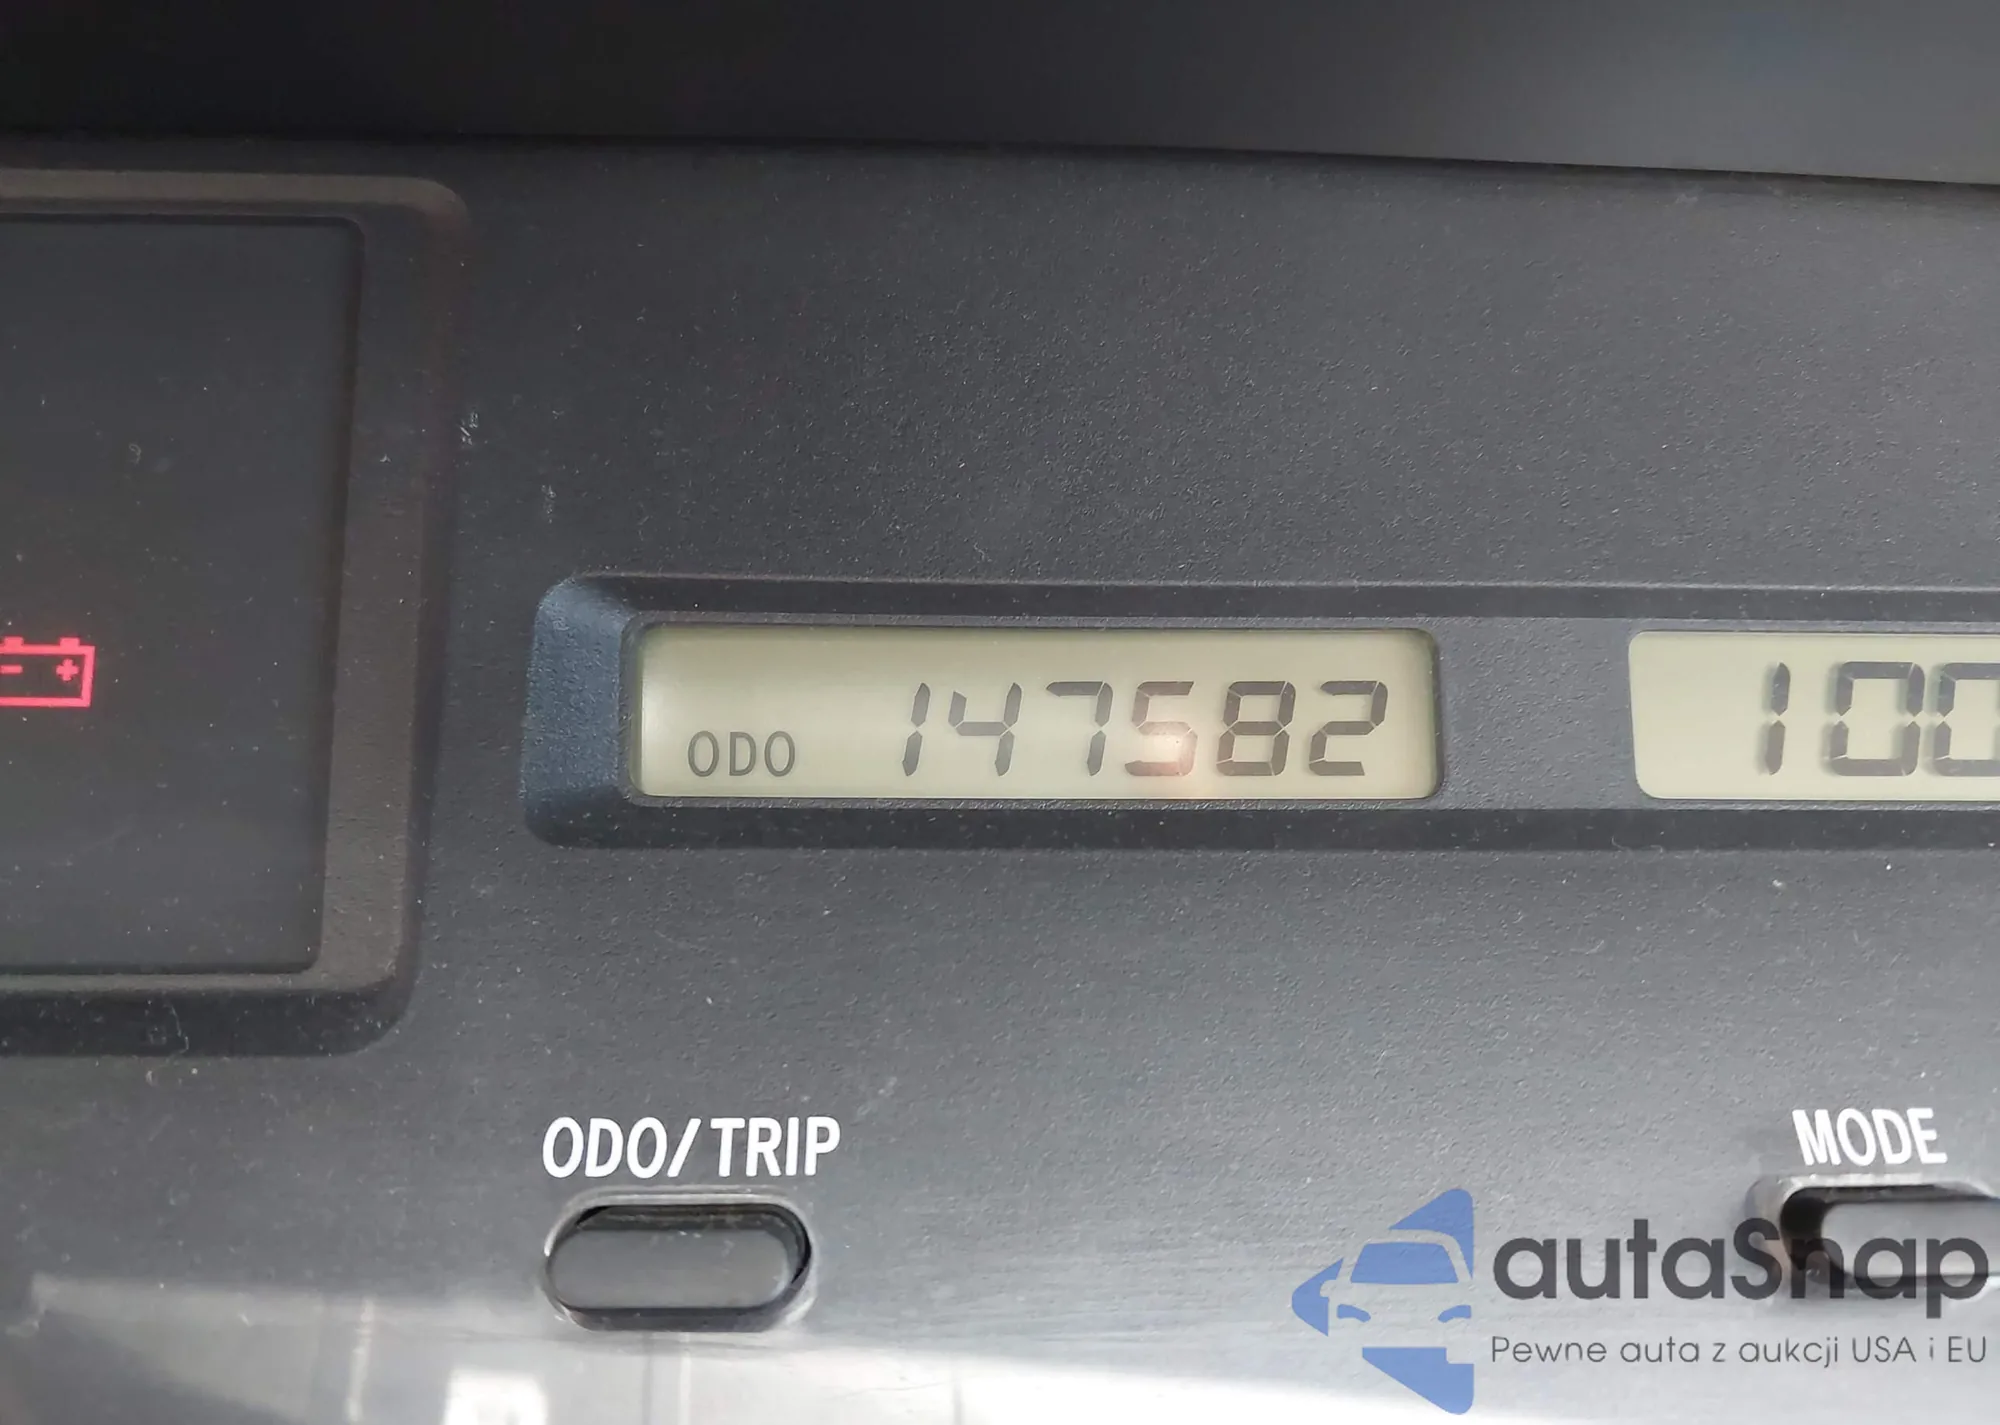 ODO 147582
100
ODO/TRIP
MODE
autaSnap
Pewne auta z aukcji USA i EU